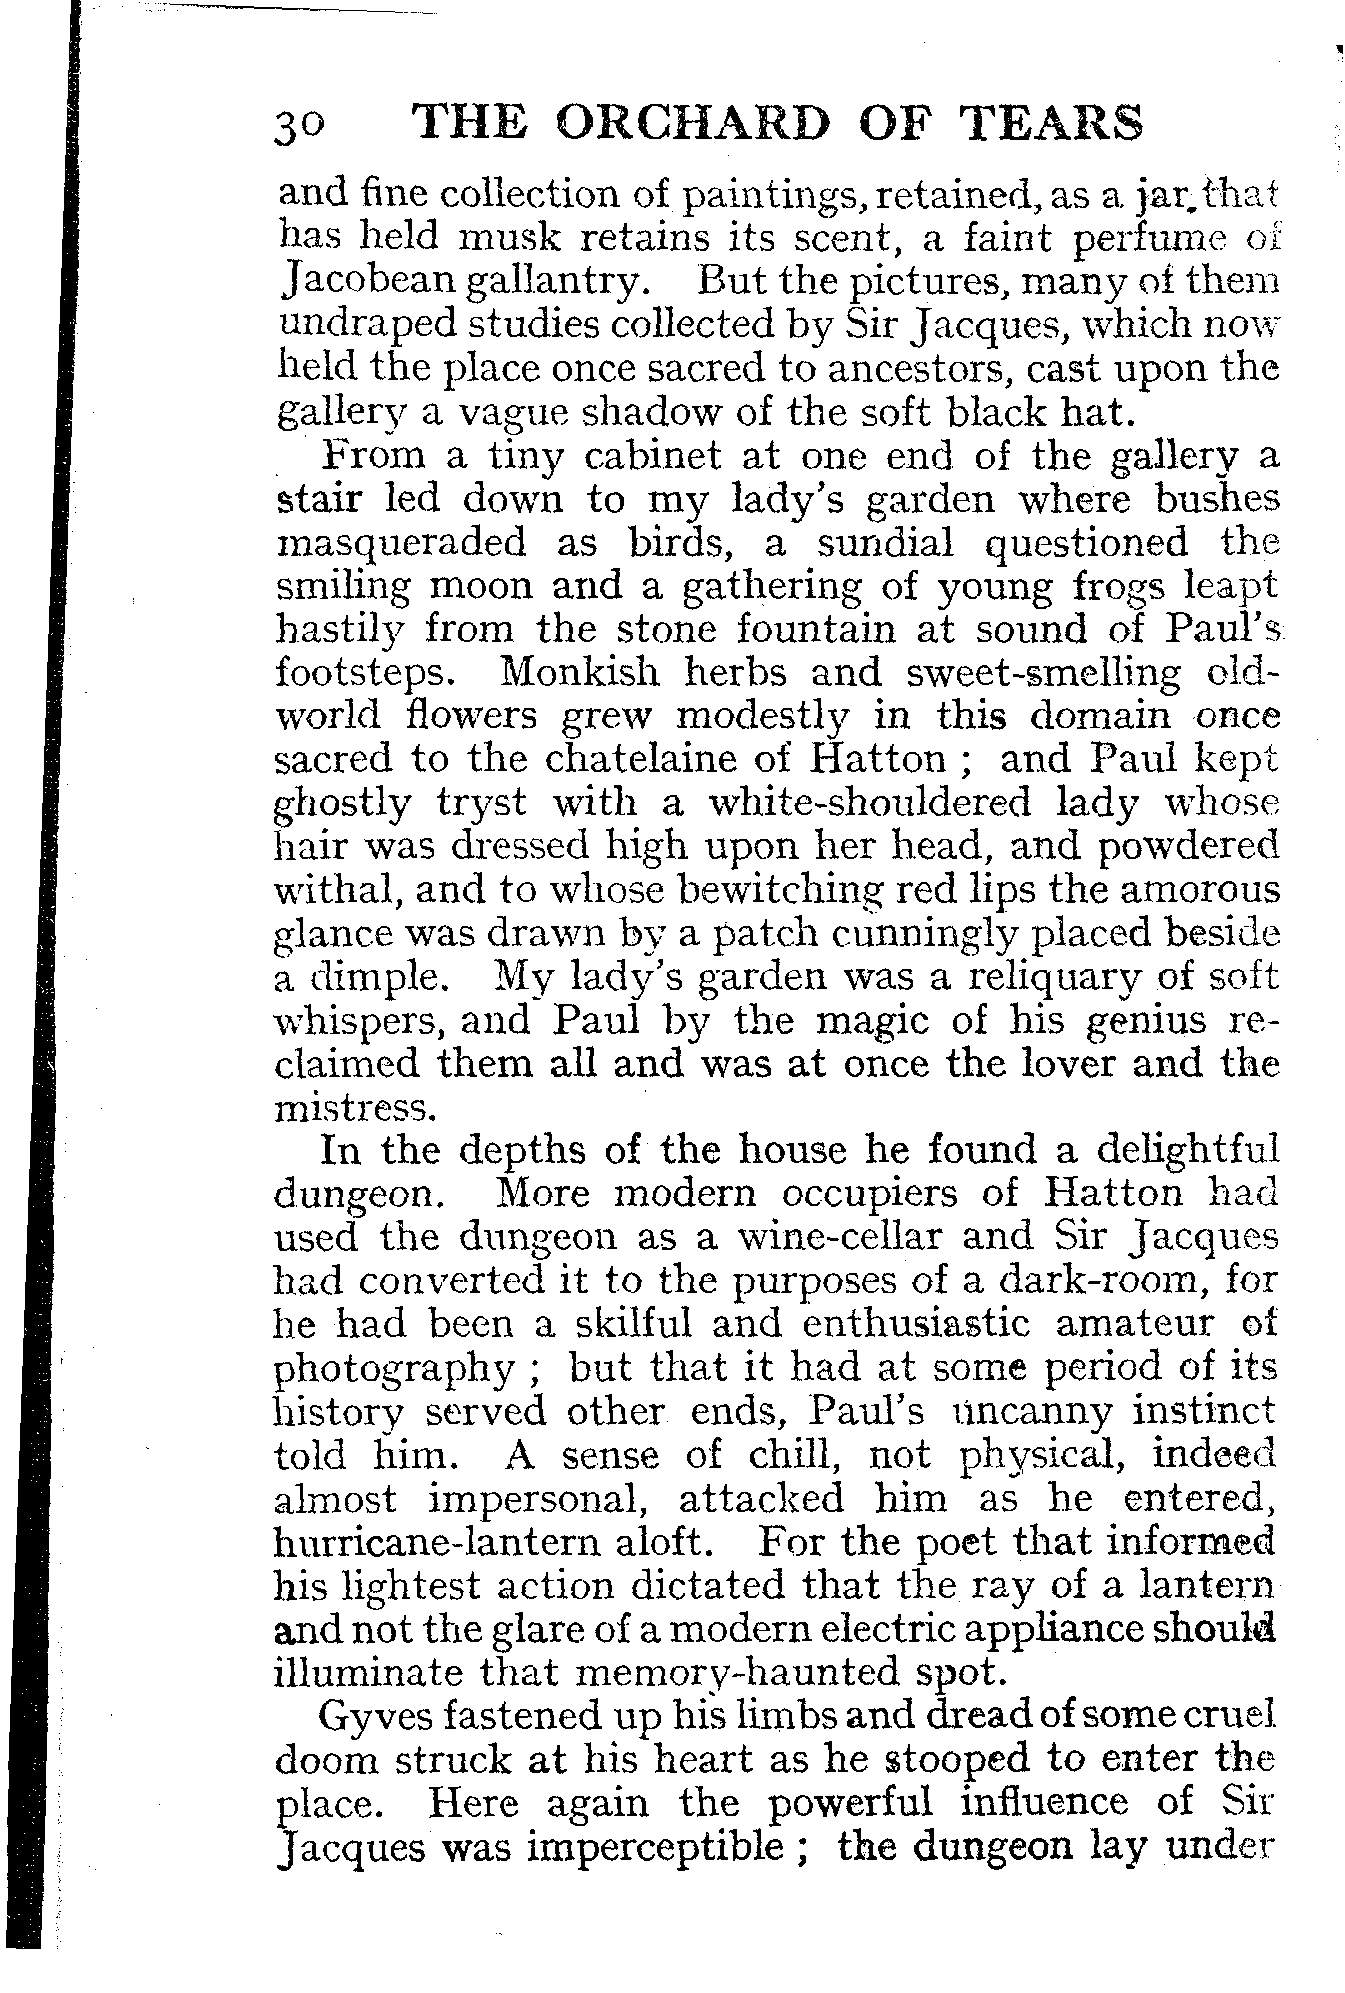 30 THE ORCHARD OF TEARS
and fine collection of paintings, retained, as a jar that
has held musk retains its scent, a faint perfume of
Jacobean gallantry. But the pictures, many of them
undraped studies collected by Sir Jacques, which now
held the place once sacred to ancestors, cast upon the
gallery a vague shadow of the soft black hat.
From a tiny cabinet at one end of the gallery a
stair led down to my lady's garden where bushes
masqueraded as birds, a sundial questioned the
smiling moon and a gathering of young frogs leapt
hastily from the stone fountain at sound of Paul's
footsteps. Monkish herbs and sweet-smelling old-
world flowers grew modestly in this domain once
sacred to the chatelaine of Hatton ; and Paul kept
ghostly tryst with a white-shouldered lady whose
hair was dressed high upon her head, and powdered
withal, and to whose bewitching red lips the amorous
glance was drawn by a patch cunningly placed beside
a dimple. My lady's garden was a reliquary of soft
whispers, and Paul by the magic of his genius re-
claimed them all and was at once the lover and the
mistress.
In the depths of the house he found a delightful
dungeon. More modern occupiers of Hatton had
used the dungeon as a wine-cellar and Sir Jacques
had converted it to the purposes of a dark-room, for
he had been a skilful and enthusiastic amateur of
photography ; but that it had at some period of its
history served other ends, Paul's uncanny instinct
told him. A sense of chill, not physical, indeed
almost impersonal, attacked him as he entered,
hurricane-lantern aloft. For the poet that informed
his lightest action dictated that the ray of a lantern
and not the glare of a modern electric appliance should
illuminate that memory-haunted spot.
Gyves fastened up his limbs and dread of some cruel
doom struck at his heart as he stooped to enter the
place. Here again the powerful influence of Sir
Jacques was imperceptible ; the dungeon lay under